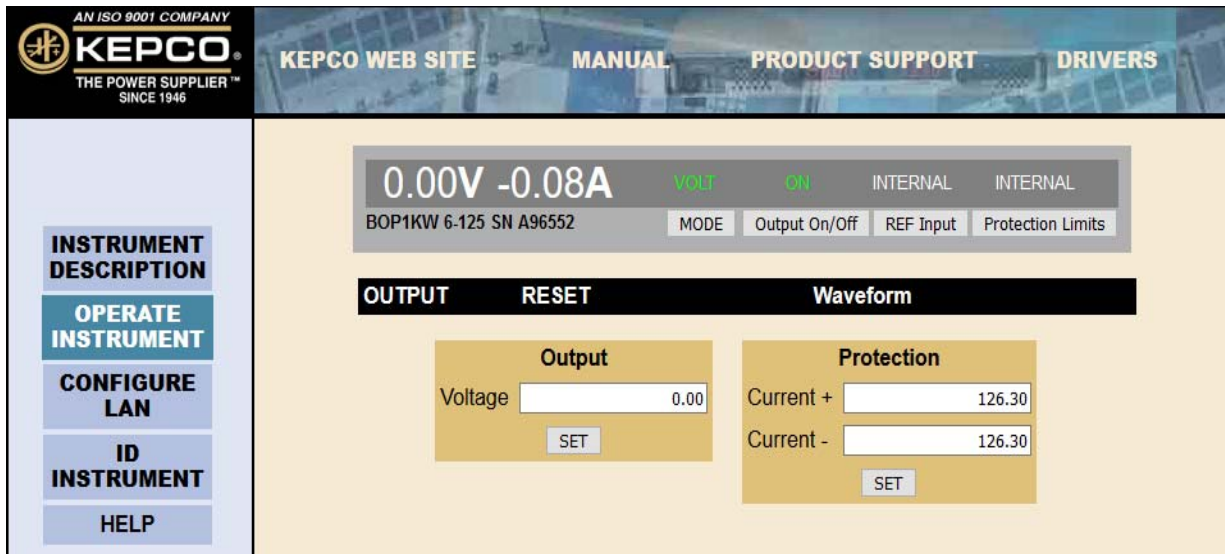 AN ISO 9001 COMPANY
KEPCO®
THE POWER SUPPLIER™
SINCE 1946
KEPCO WEB SITE MANUAL PRODUCT SUPPORT DRIVERS
INSTRUMENT
DESCRIPTION
OPERATE
INSTRUMENT
CONFIGURE
LAN
ID
INSTRUMENT
HELP
0.00V -0.08A VOLT ON INTERNAL INTERNAL
BOP1KW 6-125 SN A96552 MODE Output On/Off REF Input Protection Limits
OUTPUT RESET Waveform
Output
Voltage 0.00
SET
Protection
Current + 126.30
Current - 126.30
SET